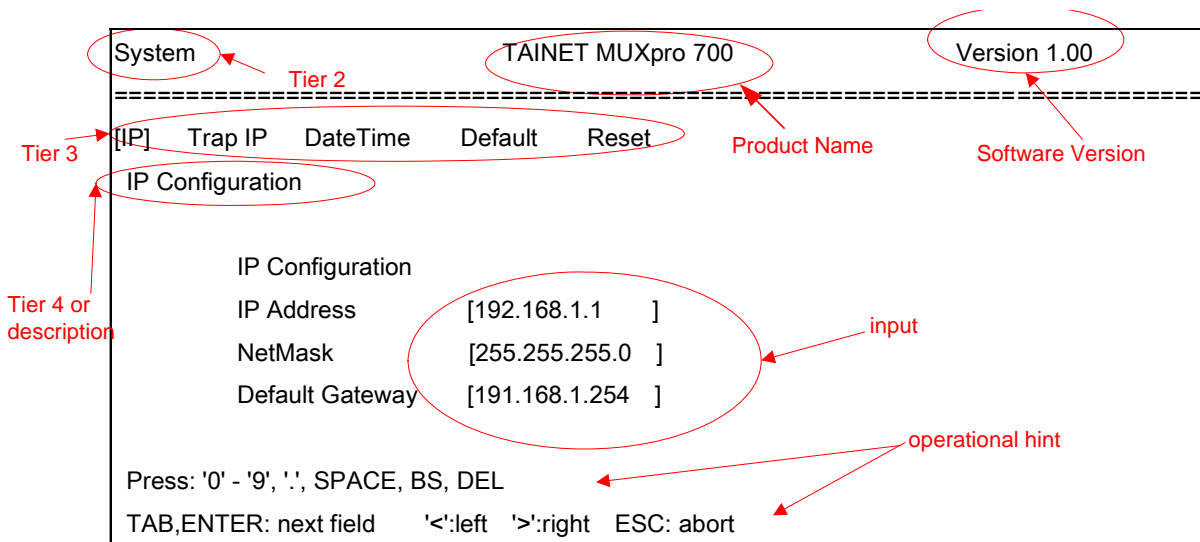 System TAINET MUXpro 700 Version 1.00
Tier 2
================================================================================
[IP] Trap IP DateTime Default Reset
Tier 3
Product Name
Software Version
IP Configuration
IP Configuration
IP Address [192.168.1.1 ]
Tier 4 or
description
input
NetMask [255.255.255.0 ]
Default Gateway [191.168.1.254 ]
operational hint
Press: '0' - '9', '.', SPACE, BS, DEL
TAB,ENTER: next field '<':left '>':right ESC: abort